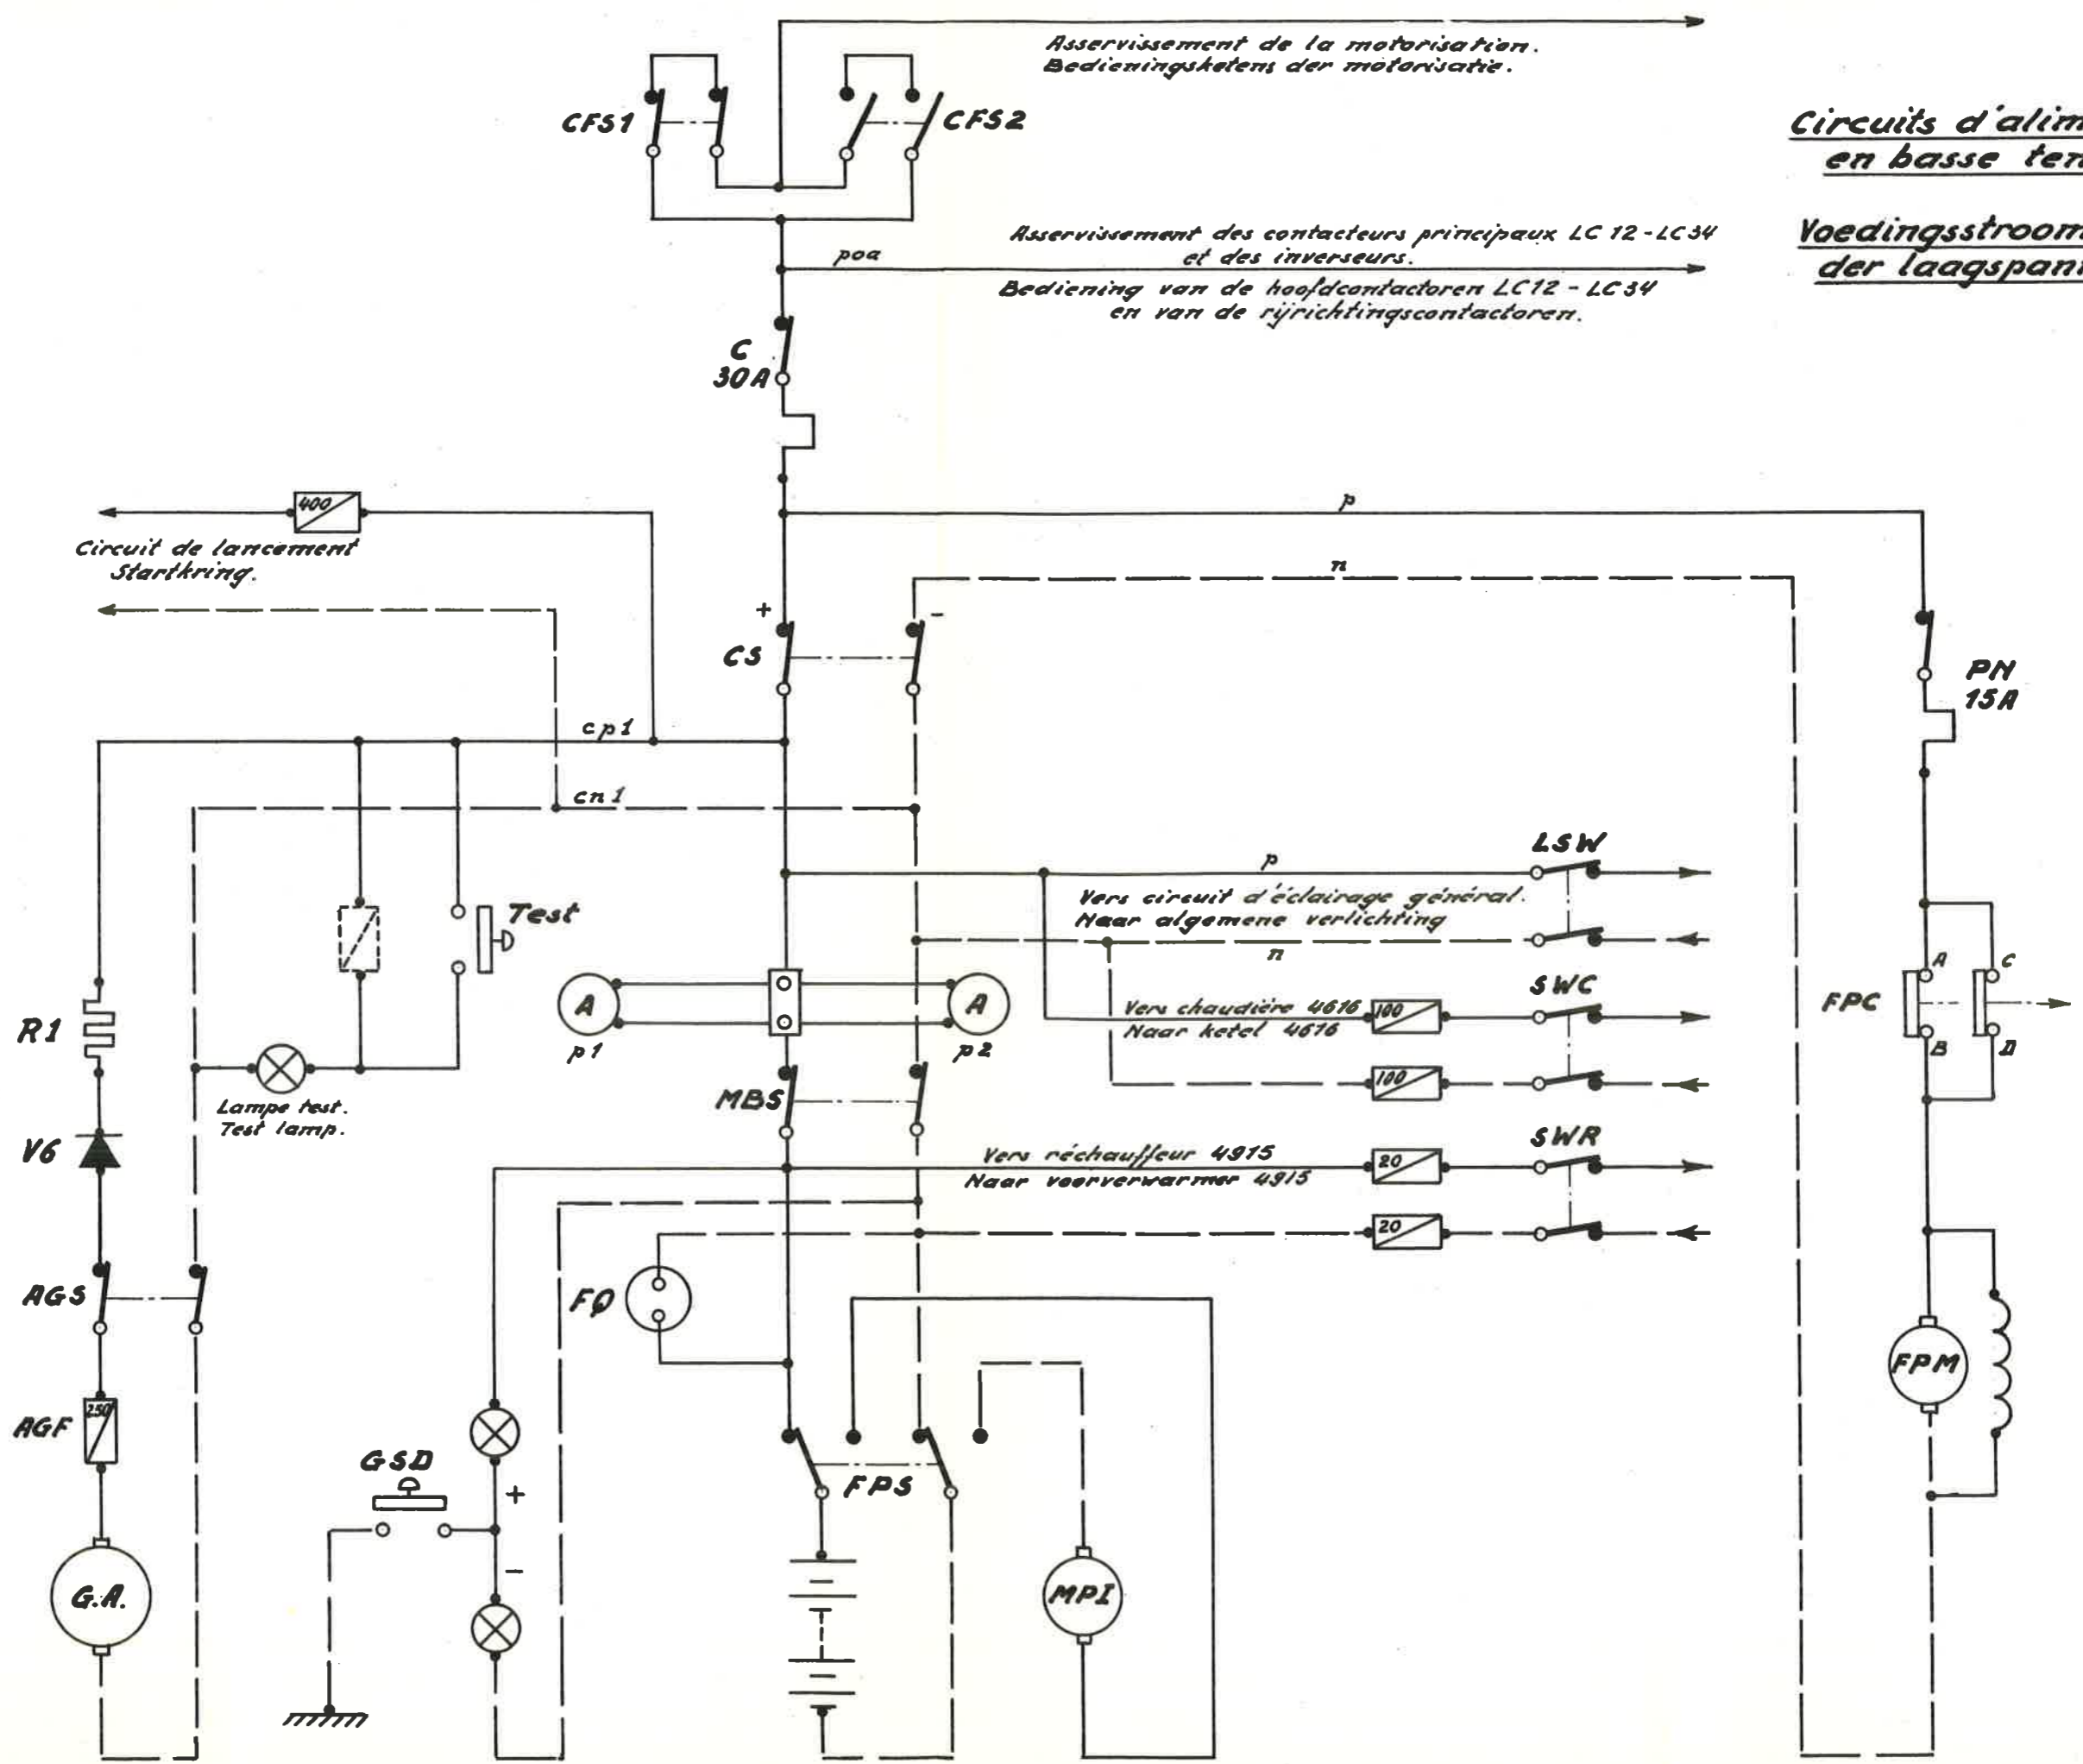 Asservissement de la motorisation.
Bedieningsketens der motorisatie.
CFS1
CFS2
Circuits d'alim
en basse ten
Asservissement des contacteurs principaux LC 12 - LC 34
et des inverseurs.
poa
Voedingsstroom
der laagspann
Bediening van de hoofdcontactoren LC12 - LC34
en van de rijrichtingscontactoren.
C
30A
400
p
Circuit de lancement
Startkring.
n
+
-
CS
PN
15A
cp1
cn1
LSW
p
Vers circuit d'éclairage général.
Naar algemene verlichting
Test
n
A
C
SWC
A
A
FPC
Vers chaudière 4616
100
Naar ketel 4616
R1
p1
p2
B
D
100
MBS
Lampe test.
Test lamp.
V6
SWR
Vers réchauffeur 4915
20
Naar voorverwarmer 4915
20
AGS
FQ
FPM
250
AGF
GSD
+
FPS
-
G.A.
MPI